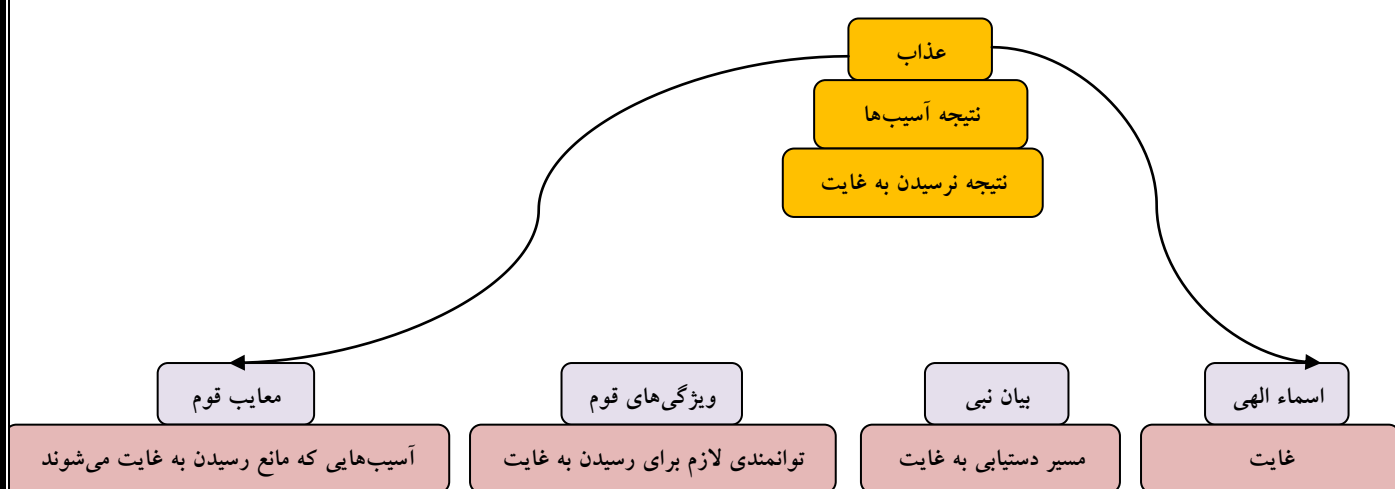 عذاب
نتیجه آسیب‌ها
نتیجه نرسیدن به غایت
اسماء الهی
بیان نبی
ویژگی‌های قوم
معایب قوم
غایت
مسیر دستیابی به غایت
توانمندی لازم برای رسیدن به غایت
آسیب‌هایی که مانع رسیدن به غایت می‌شوند